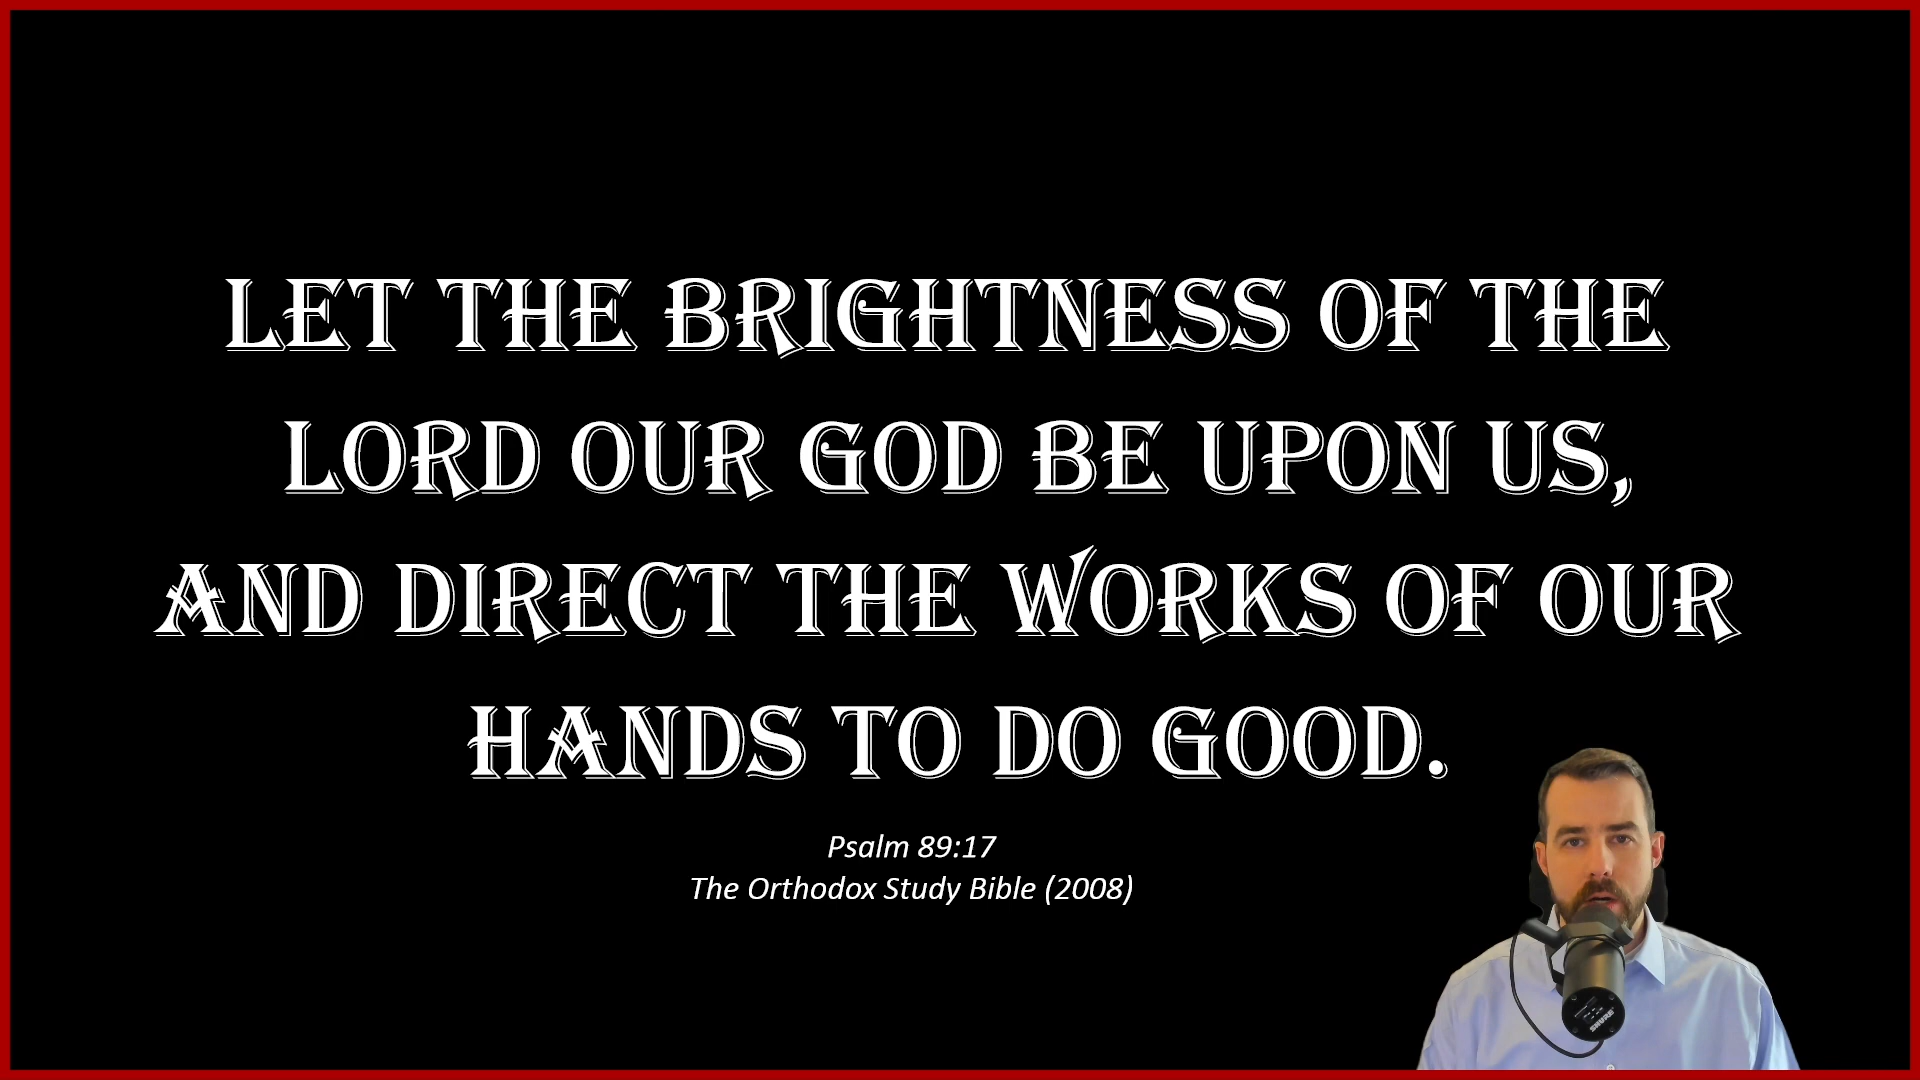 LET THE BRIGHTNESS OF THE
LORD OUR GOD BE UPON US,
AND DIRECT THE WORKS OF OUR
HANDS TO DO GOOD.
Psalm 89:17
The Orthodox Study Bible (2008)
SHURE